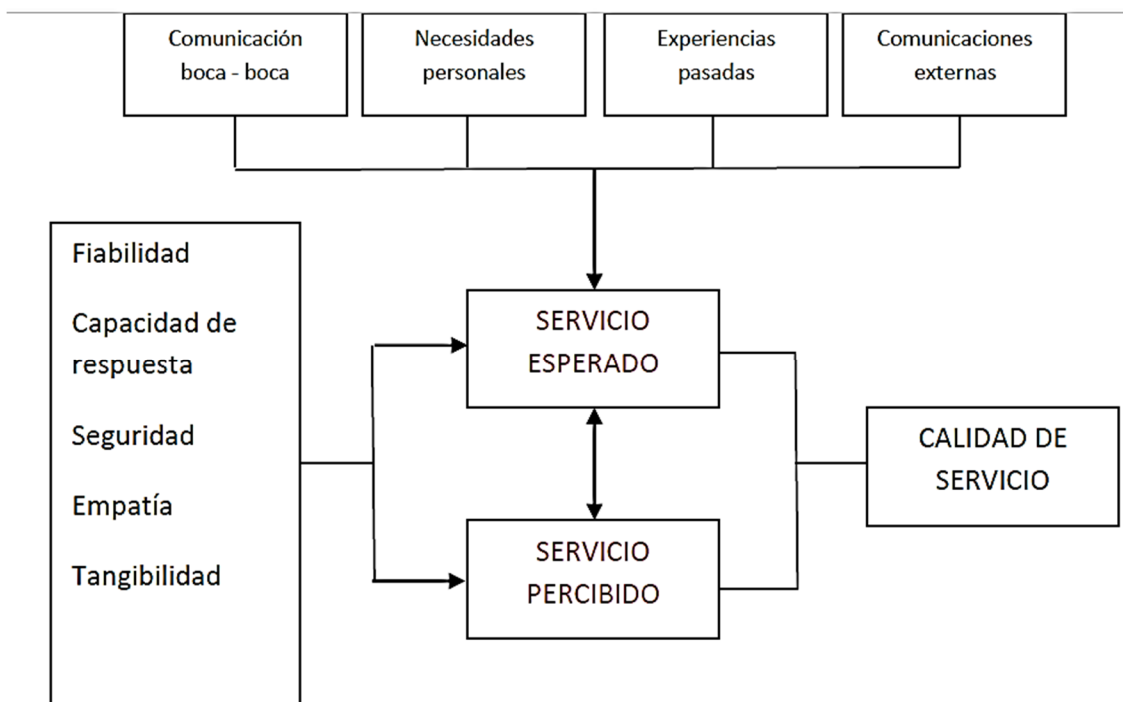 Comunicación
boca - boca
Necesidades
personales
Experiencias
pasadas
Comunicaciones
externas
Fiabilidad
Capacidad de
respuesta
Seguridad
Empatía
Tangibilidad
SERVICIO
ESPERADO
SERVICIO
PERCIBIDO
CALIDAD DE
SERVICIO